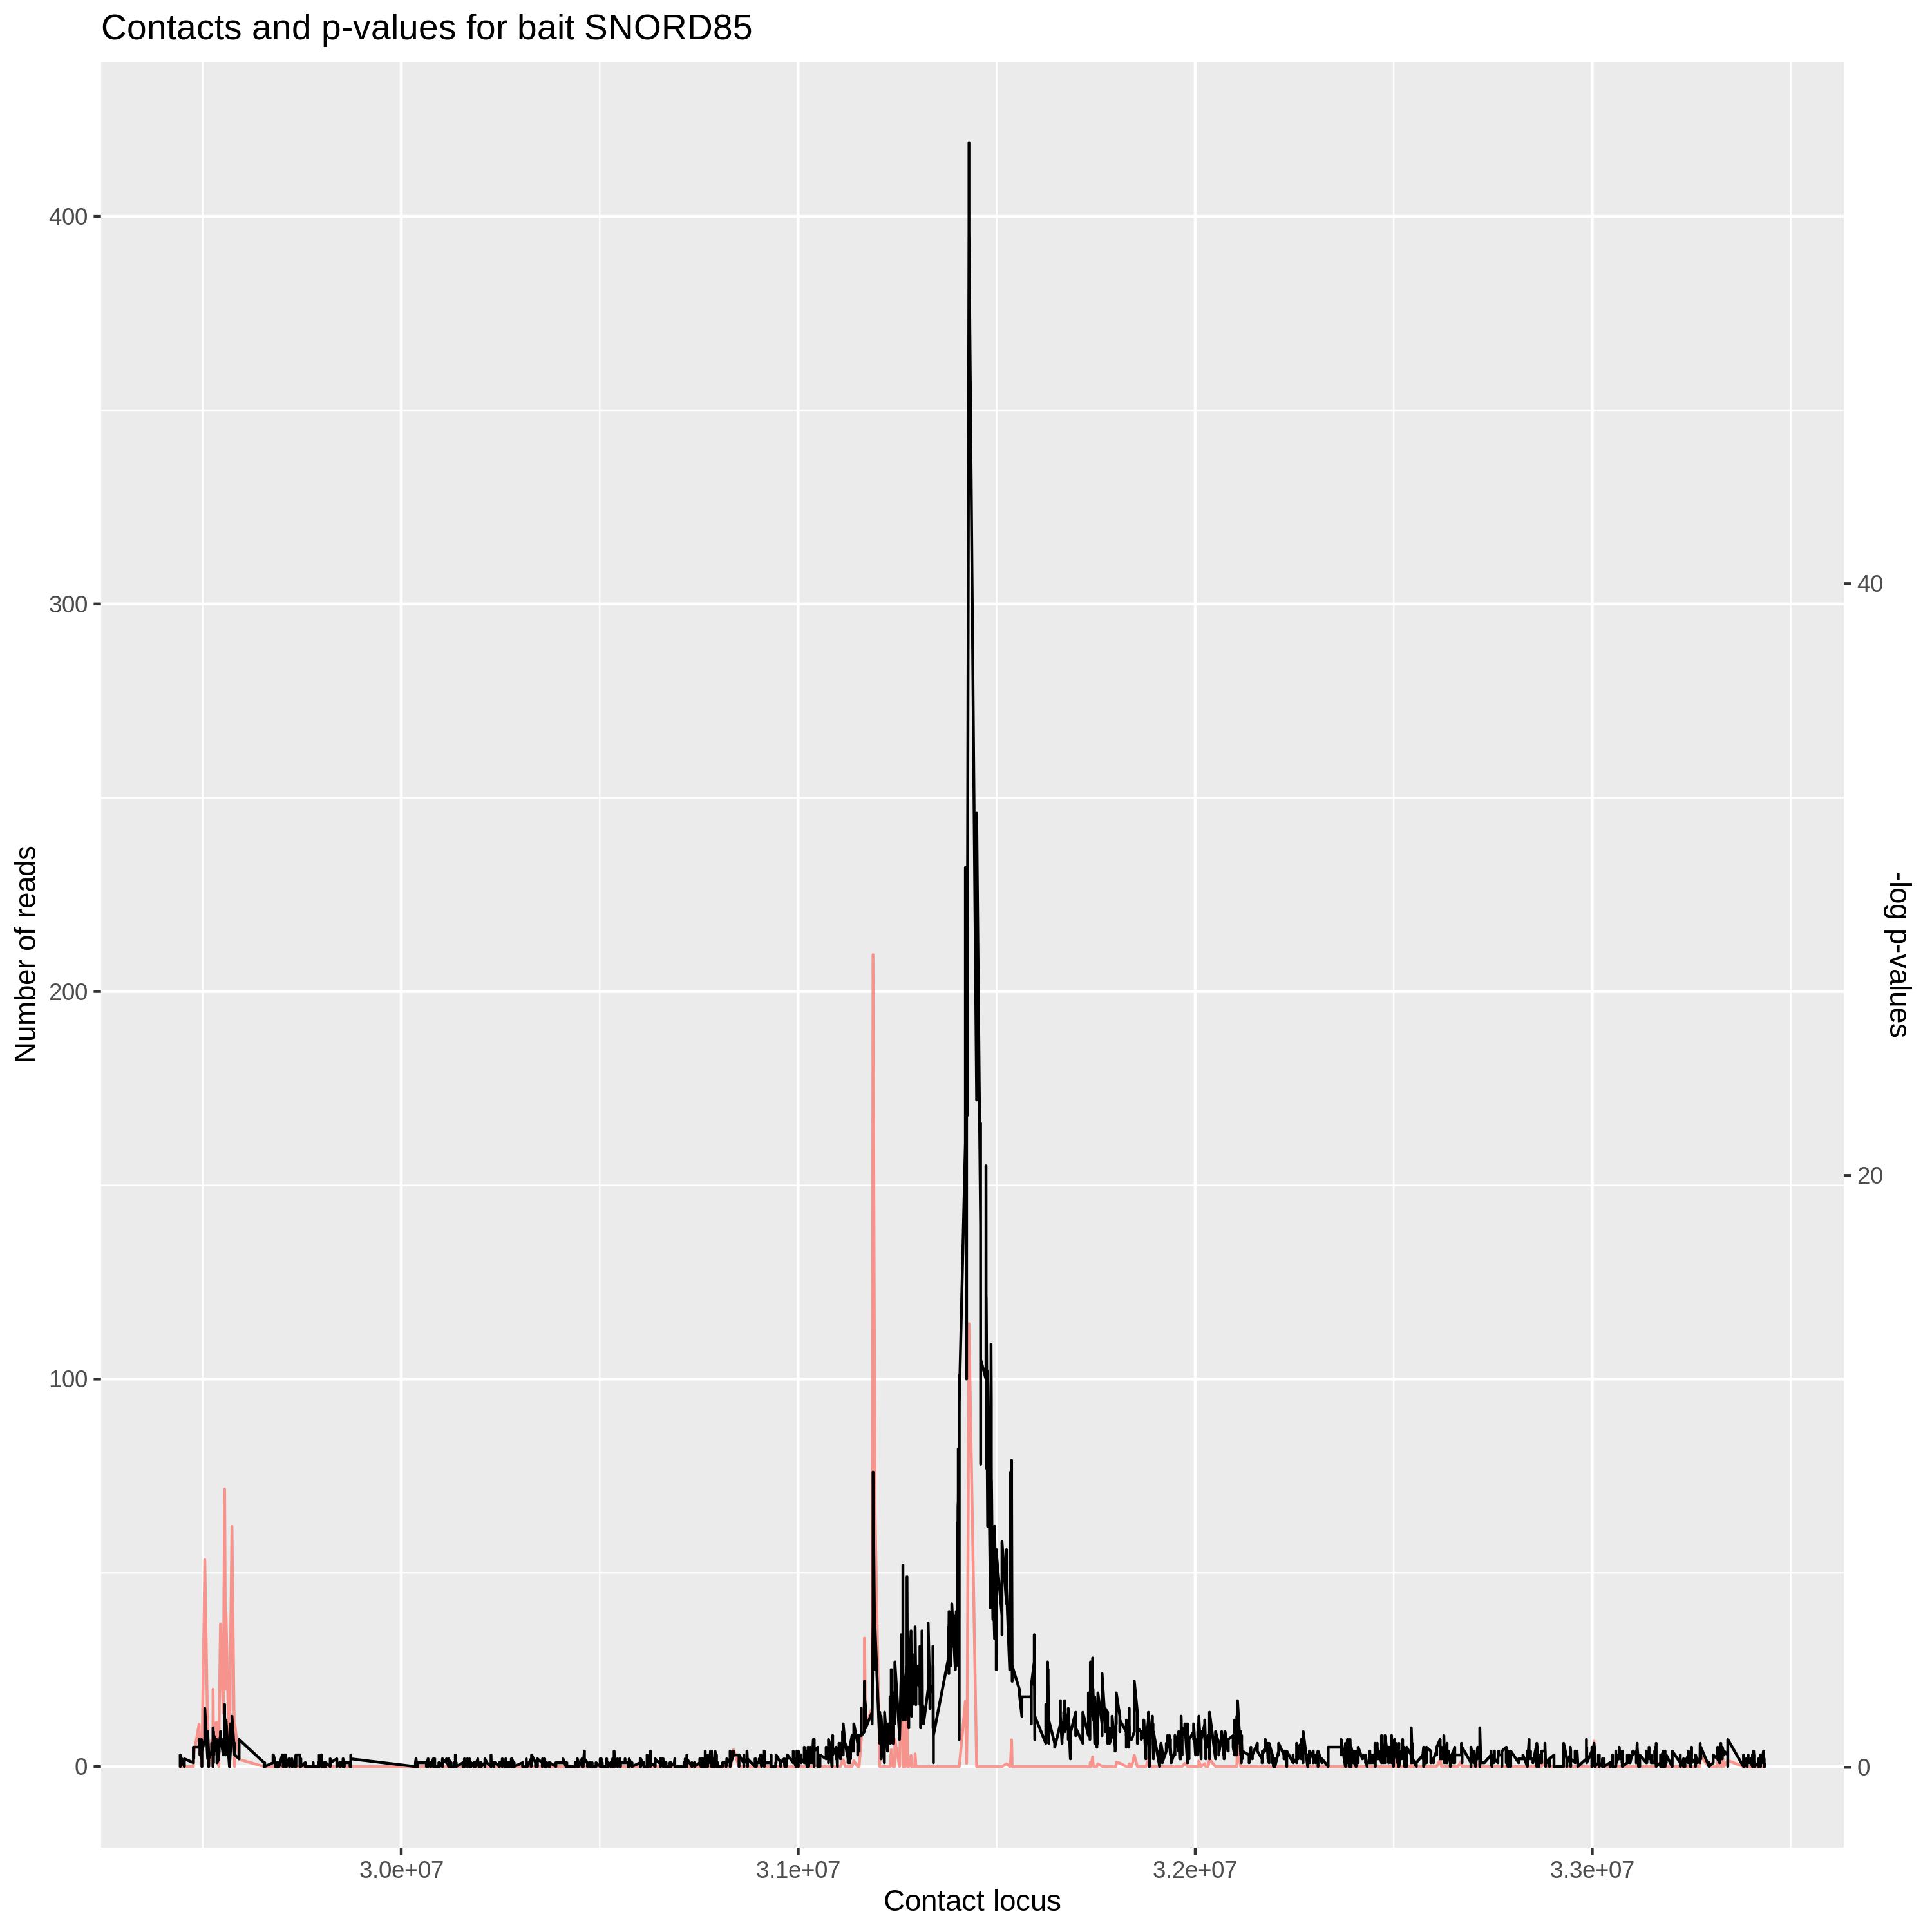 Contacts and p-values for bait SNORD85
400
300
200
100
0
Number of reads
40
20
0
-log p-values
3.0e+07
3.1e+07
3.2e+07
3.3e+07
Contact locus